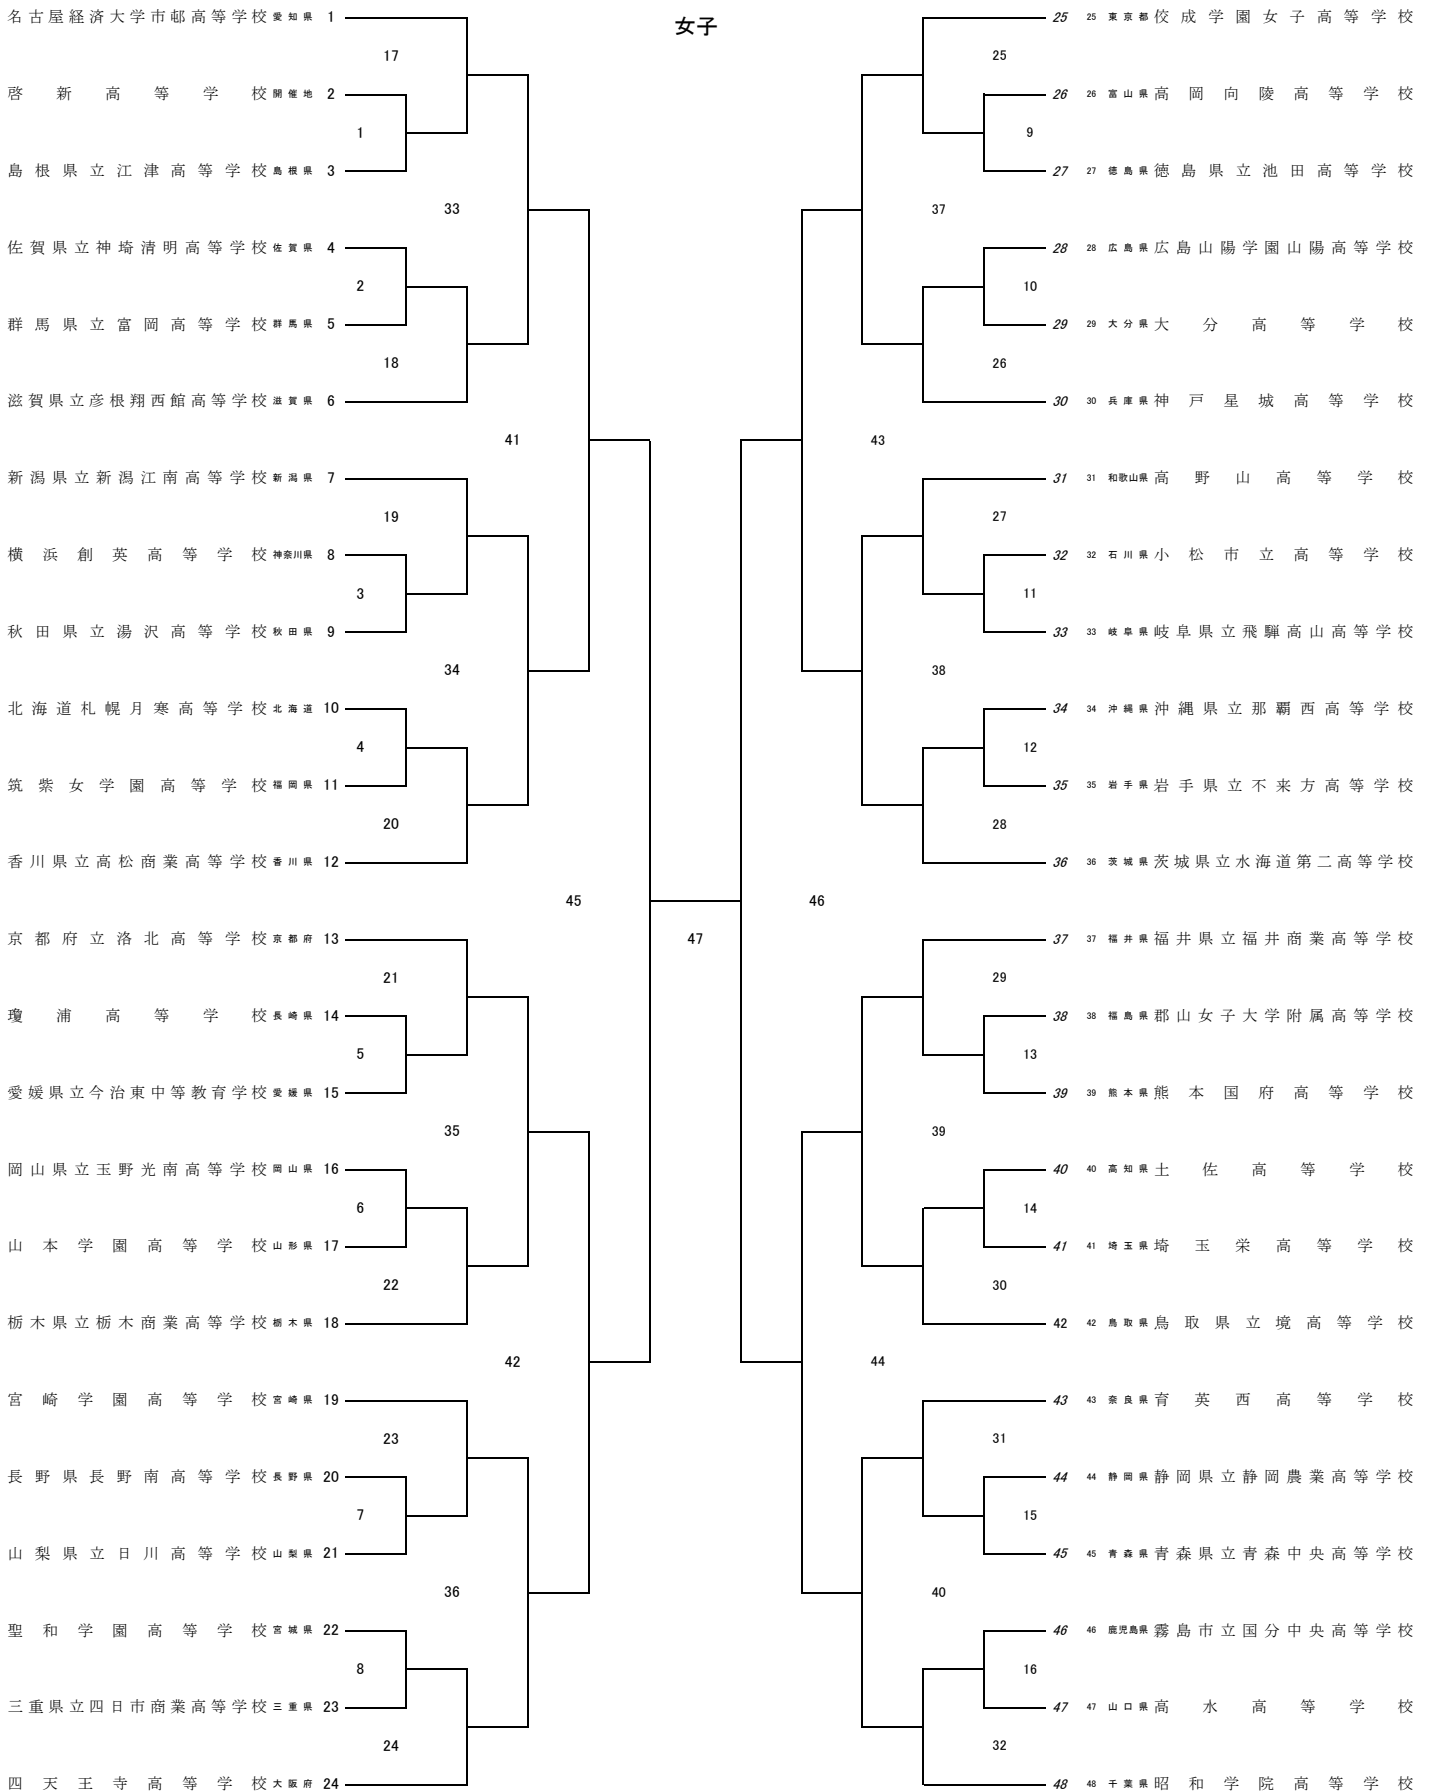 女子
名古屋経済大学市邨高等学校 愛知県 1
17
啓新高等学校 開催地 2
1
島根県立江津高等学校 島根県 3
33
佐賀県立神埼清明高等学校 佐賀県 4
2
群馬県立富岡高等学校 群馬県 5
18
滋賀県立彦根翔西館高等学校 滋賀県 6
41
新潟県立新潟江南高等学校 新潟県 7
19
横浜創英高等学校 神奈川県 8
3
秋田県立湯沢高等学校 秋田県 9
34
北海道札幌月寒高等学校 北海道 10
4
筑紫女学園高等学校 福岡県 11
20
香川県立高松商業高等学校 香川県 12
45
京都府立洛北高等学校 京都府 13
21
瓊浦高等学校 長崎県 14
5
愛媛県立今治東中等教育学校 愛媛県 15
35
岡山県立玉野光南高等学校 岡山県 16
6
山本学園高等学校 山形県 17
22
栃木県立栃木商業高等学校 栃木県 18
42
宮崎学園高等学校 宮崎県 19
23
長野県長野南高等学校 長野県 20
7
山梨県立日川高等学校 山梨県 21
36
聖和学園高等学校 宮城県 22
8
三重県立四日市商業高等学校 三重県 23
24
四天王寺高等学校 大阪府 24
47
25 25 東京都 佼成学園女子高等学校
25
26 26 富山県 高岡向陵高等学校
9
27 27 徳島県 徳島県立池田高等学校
37
28 28 広島県 広島山陽学園山陽高等学校
10
29 29 大分県 大分高等学校
26
30 30 兵庫県 神戸星城高等学校
43
31 31 和歌山県 高野山高等学校
27
32 32 石川県 小松市立高等学校
11
33 33 岐阜県 岐阜県立飛騨高山高等学校
38
34 34 沖縄県 沖縄県立那覇西高等学校
12
35 35 岩手県 岩手県立不来方高等学校
28
36 36 茨城県 茨城県立水海道第二高等学校
46
37 37 福井県 福井県立福井商業高等学校
29
38 38 福島県 郡山女子大学附属高等学校
13
39 39 熊本県 熊本国府高等学校
39
40 40 高知県 土佐高等学校
14
41 41 埼玉県 埼玉栄高等学校
30
42 42 鳥取県 鳥取県立境高等学校
44
43 43 奈良県 育英西高等学校
31
44 44 静岡県 静岡県立静岡農業高等学校
15
45 45 青森県 青森県立青森中央高等学校
40
46 46 鹿児島県 霧島市立国分中央高等学校
16
47 47 山口県 高水高等学校
32
48 48 千葉県 昭和学院高等学校